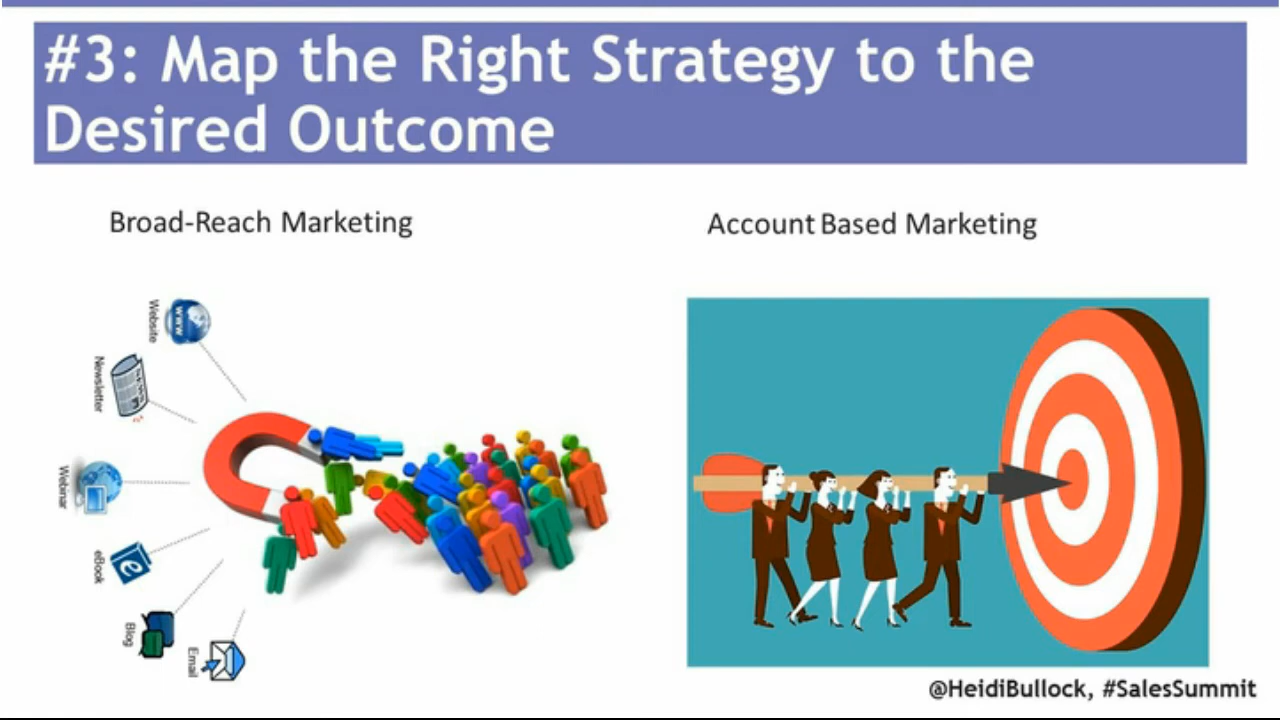 #3: Map the Right Strategy to the
Desired Outcome
Broad-Reach Marketing
Account Based Marketing
Website
www
Newsletter
Webinar
eBook
e
Blog
Email
@HeidiBullock, #SalesSummit